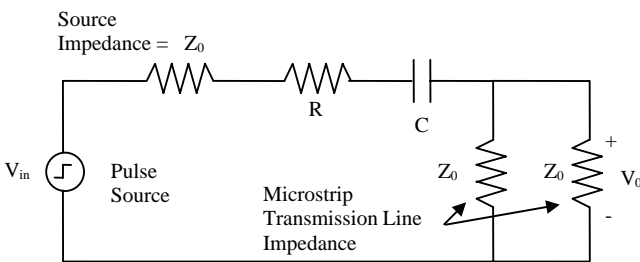 Source
Impedance = Z₀
R
C
Vin
Pulse
Source
Z₀
Z₀
+
V₀
-
Microstrip
Transmission Line
Impedance